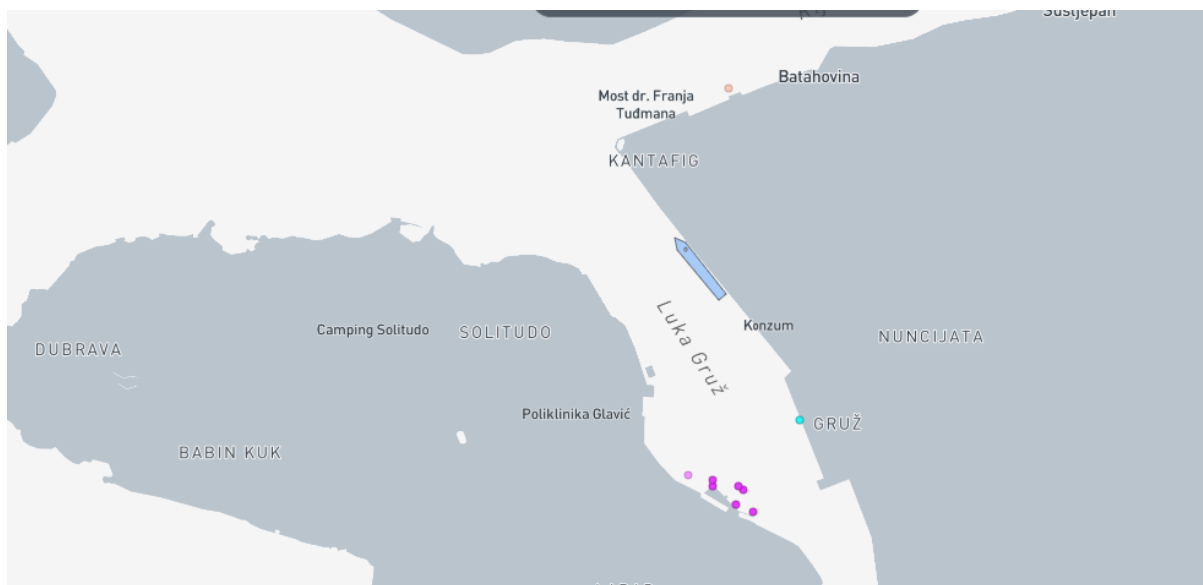 Sustjepan
Batahovina
Most dr. Franja
Tuđmana
KANTAFIG
Luka Gruž
Konzum
Camping Solitudo
SOLITUDO
NUNCIJATA
DUBRAVA
Poliklinika Glavić
GRUŽ
BABIN KUK